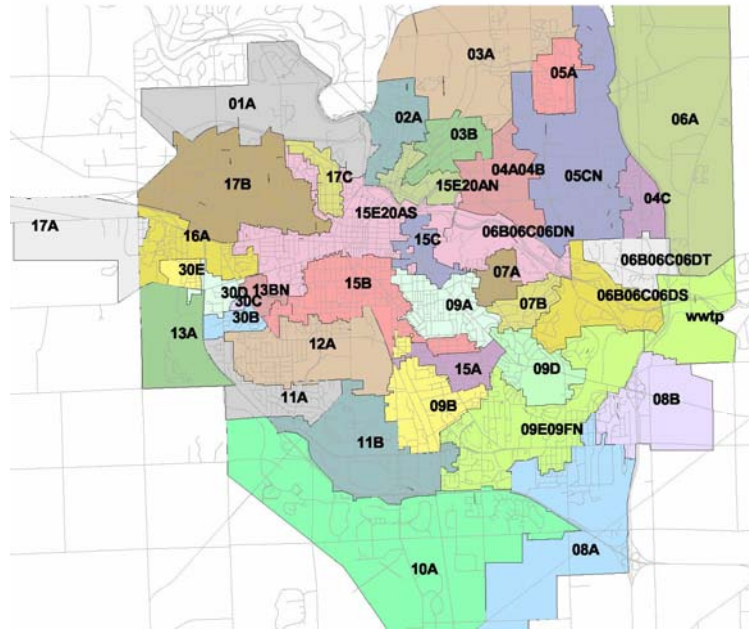 03A
05A
01A
02A
06A
03B
04A04B
17C
05CN
15E20AN
17B
04C
15E20AS
17A
06B06C06DN
16A
15C
06B06C06DT
30E
07A
30D
13BN
15B
06B06C06DS
30C
09A
07B
wwtp
30B
13A
12A
15A
09D
11A
09B
08B
09E09FN
11B
08A
10A